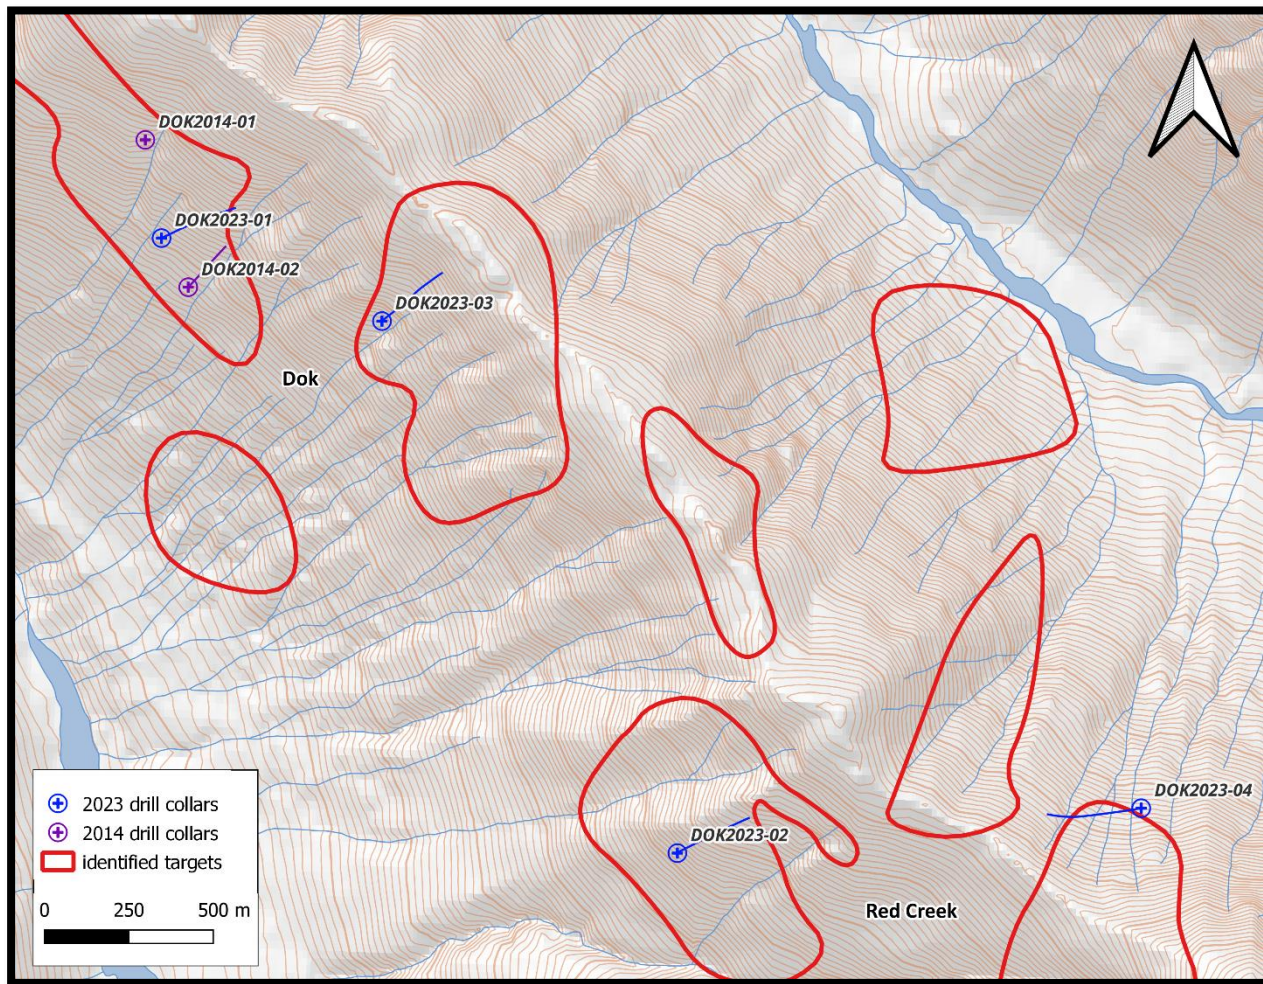 DOK2014-01
DOK2023-01
DOK2014-02
DOK2023-03
Dok
DOK2023-04
DOK2023-02
Red Creek
2023 drill collars
2014 drill collars
identified targets
0 250 500 m